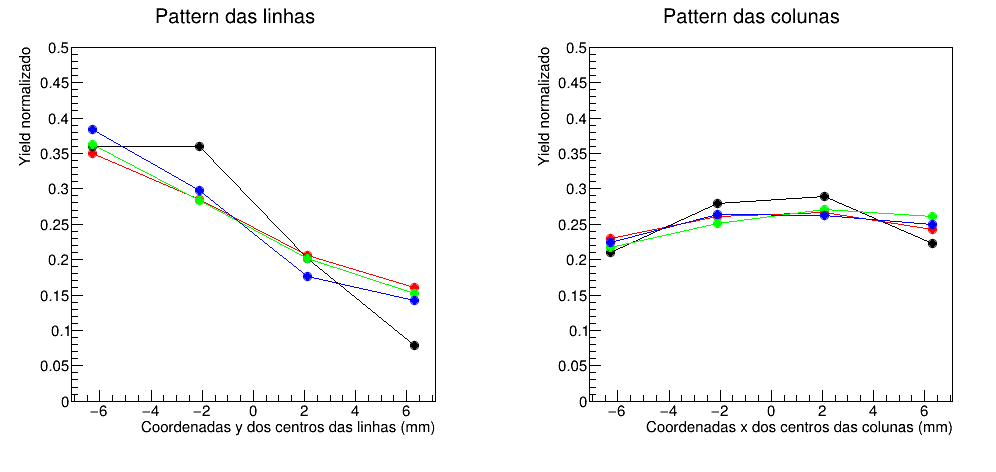 Pattern das linhas
Yield normalizado
0.5
0.45
0.4
0.35
0.3
0.25
0.2
0.15
0.1
0.05
0
−6 −4 −2 0 2 4 6
Coordenadas y dos centros das linhas (mm)
Pattern das colunas
Yield normalizado
0.5
0.45
0.4
0.35
0.3
0.25
0.2
0.15
0.1
0.05
0
−6 −4 −2 0 2 4 6
Coordenadas x dos centros das colunas (mm)